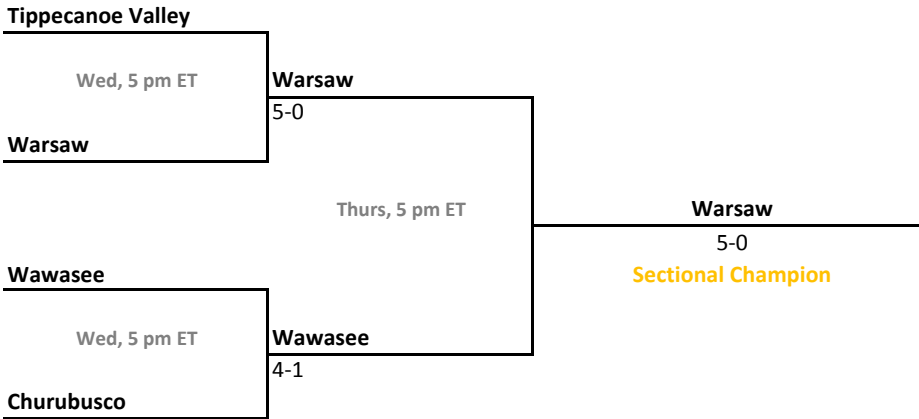 Tippecanoe Valley
Wed, 5 pm ET
Warsaw
5-0
Warsaw
Thurs, 5 pm ET
Warsaw
5-0
Sectional Champion
Wawasee
Wed, 5 pm ET
Wawasee
4-1
Churubusco